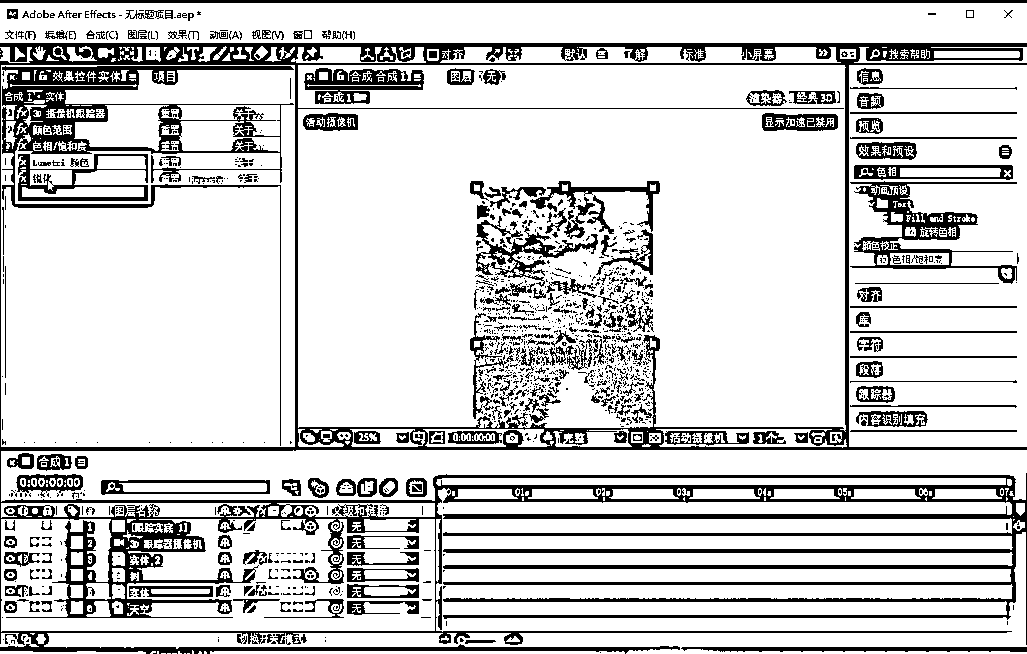 Adobe After Effects - 无标题项目.aep *
文件(F) 编辑(E) 合成(C) 图层(L) 效果(T) 动画(A) 视图(V) 窗口 帮助(H)
对齐 默认 了解 标准 小屏幕 搜索帮助
效果控件实体 项目
合成 1 · 实体
fx 3D 摄像机跟踪器 重置 关于...
fx 颜色范围 重置 关于...
fx 色相/饱和度 重置 关于...
fx Lumetri 颜色 重置 关于...
fx 锐化 重置 关于...
合成 合成 1 图层 (无)
合成 1 渲染器: 经典 3D
活动摄像机 显示加速已禁用
25% 0:00:00:00 完整 活动摄像机
信息
音频
预览
效果和预设
色相
动画预设
Text
Fill and Stroke
旋转色相
颜色校正
色相/饱和度
对齐
库
字符
段落
跟踪器
内容识别填充
合成 1
0:00:00:00
图层名称 父级和链接
01s 02s 03s 04s 05s 06s 07s
1 [跟踪实底 1] 无
2 3D 跟踪器摄像机 无
3 实体 2 无
4 无
实体 无
6 天空 无
切换开关/模式